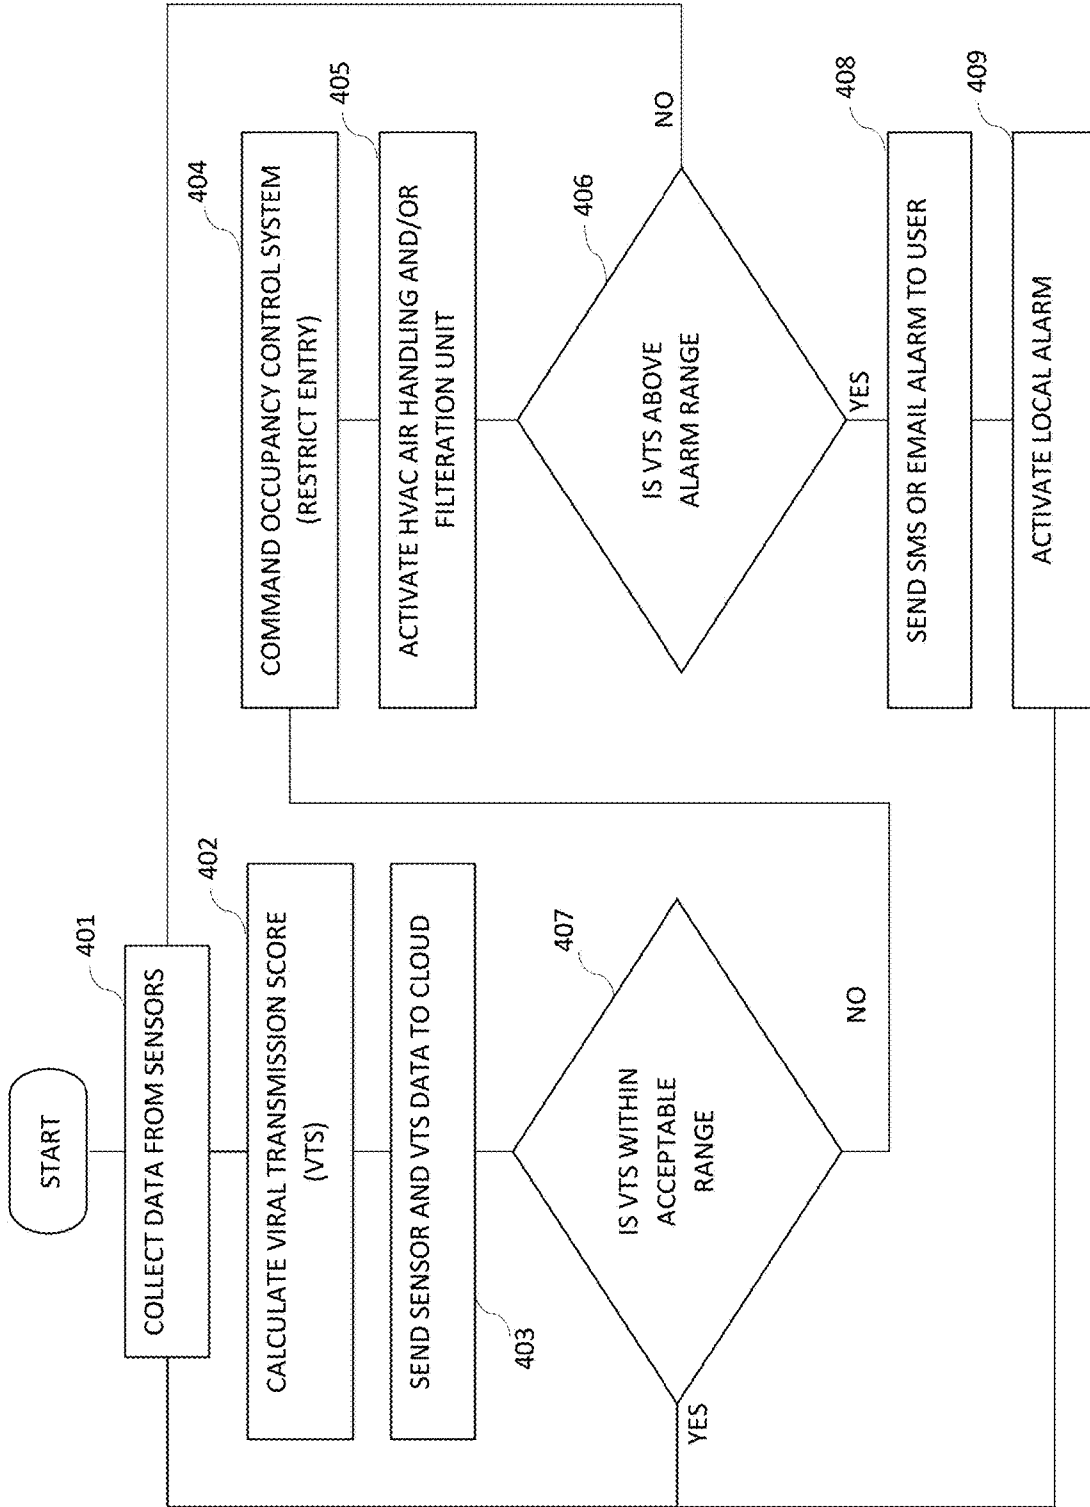 START
401
COLLECT DATA FROM SENSORS
402
CALCULATE VIRAL TRANSMISSION SCORE
(VTS)
SEND SENSOR AND VTS DATA TO CLOUD
403
407
IS VTS WITHIN
ACCEPTABLE
RANGE
YES
NO
404
COMMAND OCCUPANCY CONTROL SYSTEM
(RESTRICT ENTRY)
405
ACTIVATE HVAC AIR HANDLING AND/OR
FILTERATION UNIT
406
IS VTS ABOVE
ALARM RANGE
NO
YES
408
SEND SMS OR EMAIL ALARM TO USER
409
ACTIVATE LOCAL ALARM